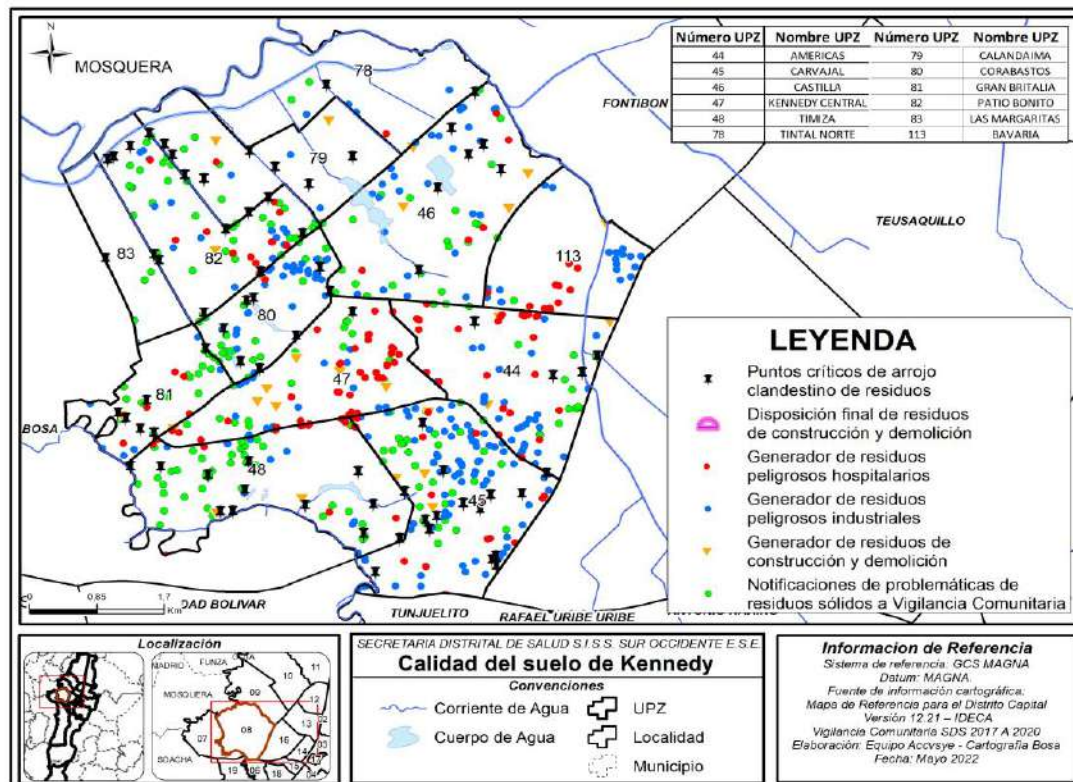 N
MOSQUERA
78
FONTIBON
Número UPZ Nombre UPZ Número UPZ Nombre UPZ
44 AMERICAS 79 CALANDAIMA
45 CARVAJAL 80 CORABASTOS
46 CASTILLA 81 GRAN BRITALIA
47 KENNEDY CENTRAL 82 PATIO BONITO
48 TIMIZA 83 LAS MARGARITAS
78 TINTAL NORTE 113 BAVARIA
79
46
TEUSAQUILLO
83
82
113
80
47
44
81
BOSA
48
45
LEYENDA
Puntos críticos de arrojo
clandestino de residuos
Disposición final de residuos
de construcción y demolición
Generador de residuos
peligrosos hospitalarios
Generador de residuos
peligrosos industriales
Generador de residuos de
construcción y demolición
Notificaciones de problemáticas de
residuos sólidos a Vigilancia Comunitaria
0 0,85 1,7
Km
DAD BOLIVAR
TUNJUELITO
RAFAEL URIBE URIBE
Localización
MADRID
FUNZA
MOSQUERA
SOACHA
11
10
09
12
08
07
16
14
15
19
06
18
SECRETARIA DISTRITAL DE SALUD S.I.S.S. SUR OCCIDENTE E.S.E.
Calidad del suelo de Kennedy
Convenciones
Corriente de Agua
UPZ
Cuerpo de Agua
Localidad
Municipio
Informacion de Referencia
Sistema de referencia: GCS MAGNA
Datum: MAGNA.
Fuente de información cartográfica:
Mapa de Referencia para el Distrito Capital
Versión 12.21 – IDECA
Vigilancia Comunitaria SDS 2017 A 2020
Elaboración: Equipo Accvsye - Cartografía Bosa
Fecha: Mayo 2022